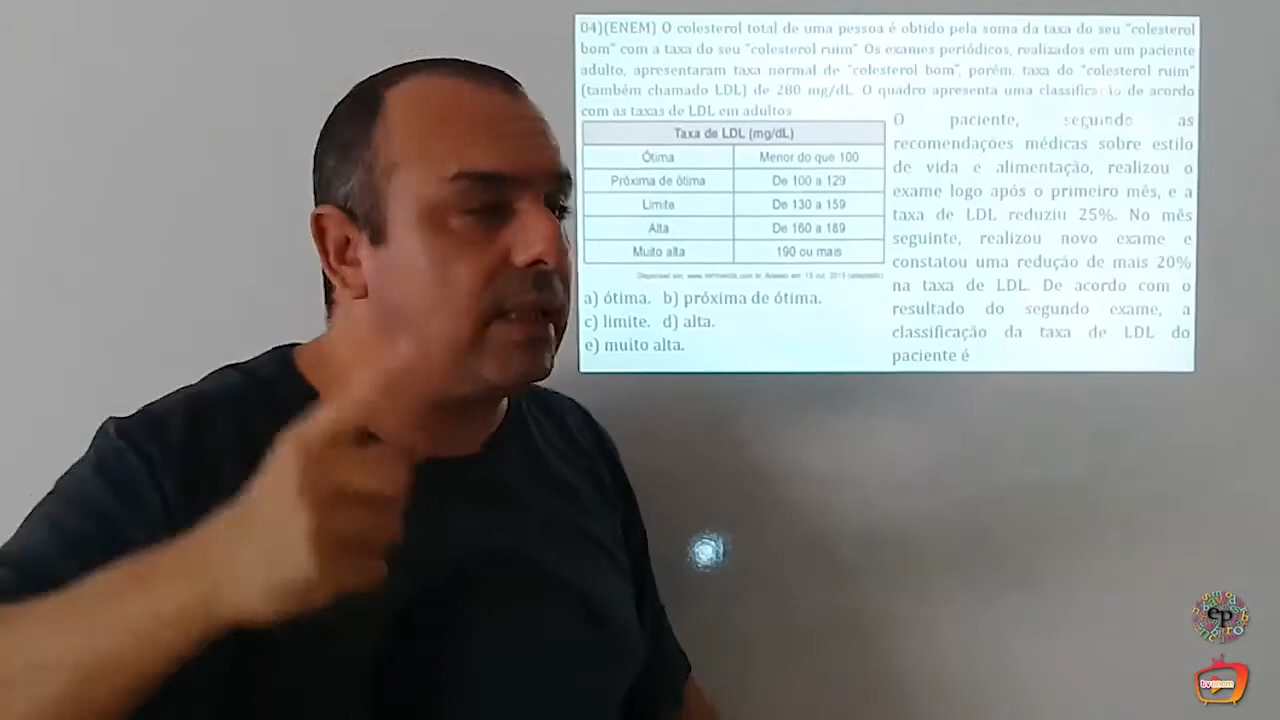 04)(ENEM) O colesterol total de uma pessoa é obtido pela soma da taxa do seu "colesterol
bom" com a taxa do seu "colesterol ruim" Os exames periódicos, realizados em um paciente
adulto, apresentaram taxa normal de "colesterol bom", porém, taxa do "colesterol ruim"
(também chamado LDL) de 280 mg/dL. O quadro apresenta uma classificação de acordo
com as taxas de LDL em adultos
Taxa de LDL (mg/dL)
Ótima Menor do que 100
Próxima de ótima De 100 a 129
Limite De 130 a 159
Alta De 160 a 189
Muito alta 190 ou mais
a) ótima. b) próxima de ótima.
c) limite. d) alta.
e) muito alta.
O paciente, seguindo as
recomendações médicas sobre estilo
de vida e alimentação, realizou o
exame logo após o primeiro mês, e a
taxa de LDL reduziu 25%. No mês
seguinte, realizou novo exame e
constatou uma redução de mais 20%
na taxa de LDL. De acordo com o
resultado do segundo exame, a
classificação da taxa de LDL do
paciente é
ep
tvenem